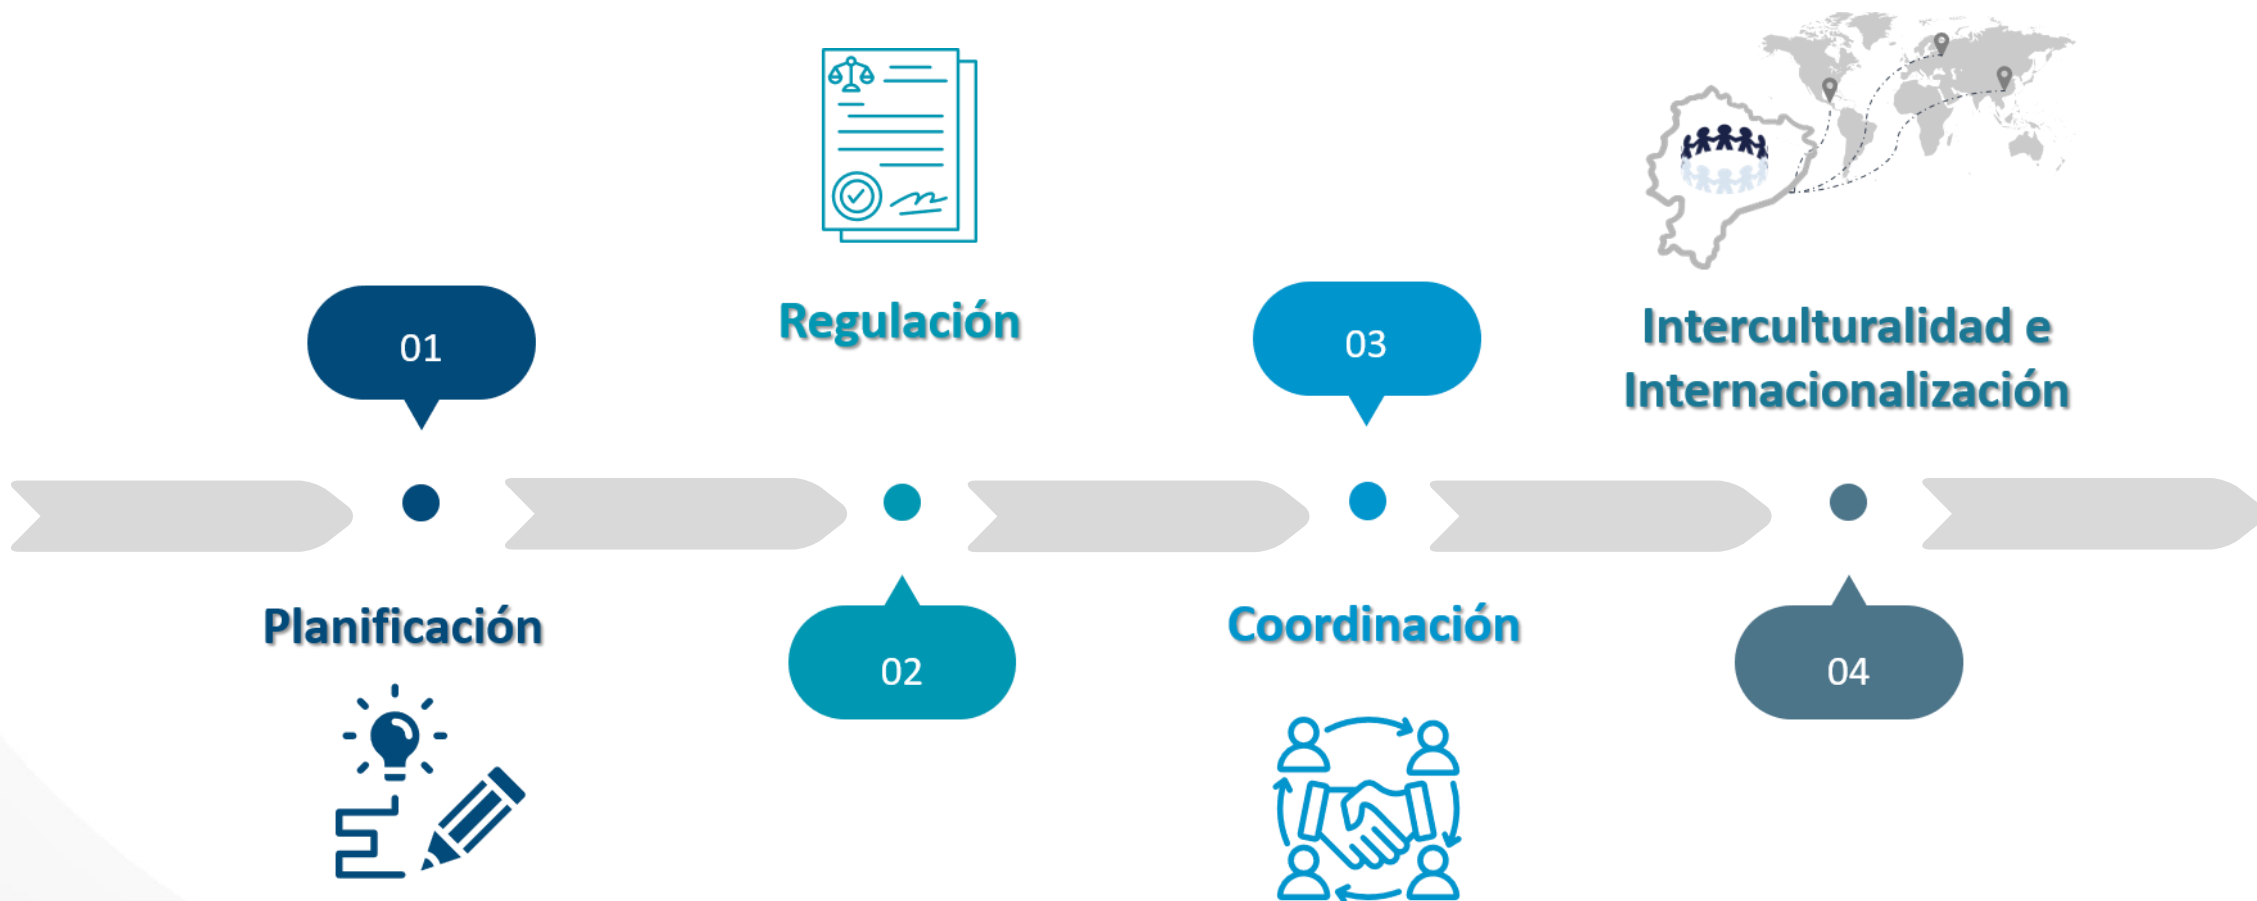 01
Planificación
Regulación
02
03
Coordinación
Interculturalidad e
Internacionalización
04